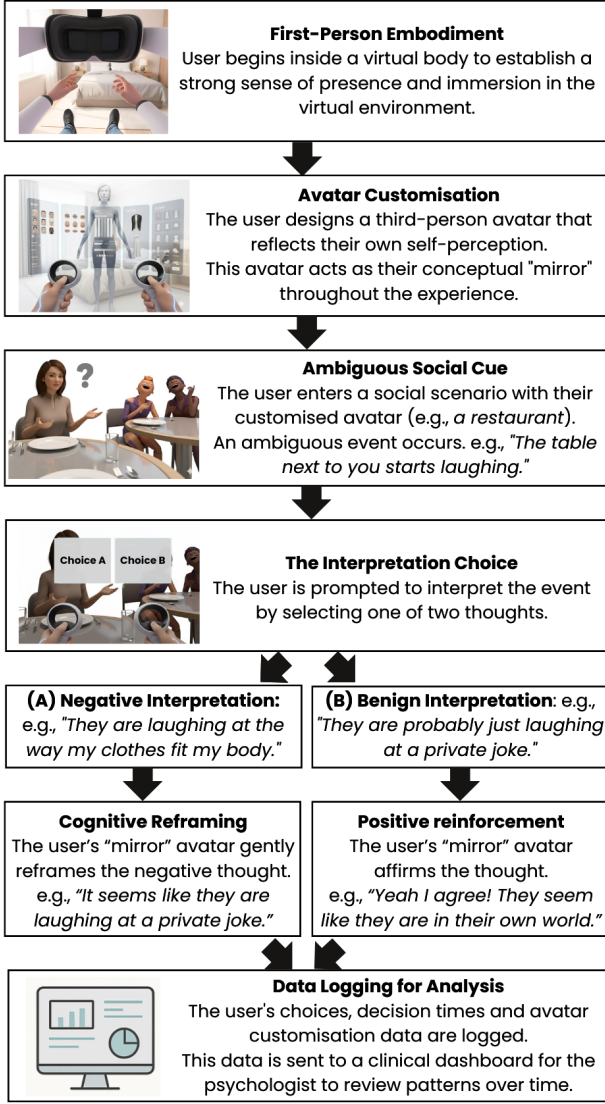 First-Person Embodiment
User begins inside a virtual body to establish a
strong sense of presence and immersion in the
virtual environment.
Avatar Customisation
The user designs a third-person avatar that
reflects their own self-perception.
This avatar acts as their conceptual "mirror"
throughout the experience.
?
Ambiguous Social Cue
The user enters a social scenario with their
customised avatar (e.g., a restaurant).
An ambiguous event occurs. e.g., "The table
next to you starts laughing."
Choice A
Choice B
The Interpretation Choice
The user is prompted to interpret the event
by selecting one of two thoughts.
(A) Negative Interpretation:
e.g., "They are laughing at the
way my clothes fit my body."
(B) Benign Interpretation: e.g.,
"They are probably just laughing
at a private joke."
Cognitive Reframing
The user’s “mirror” avatar gently
reframes the negative thought.
e.g., “It seems like they are
laughing at a private joke.”
Positive reinforcement
The user’s “mirror” avatar
affirms the thought.
e.g., “Yeah I agree! They seem
like they are in their own world.”
Data Logging for Analysis
The user's choices, decision times and avatar
customisation data are logged.
This data is sent to a clinical dashboard for the
psychologist to review patterns over time.